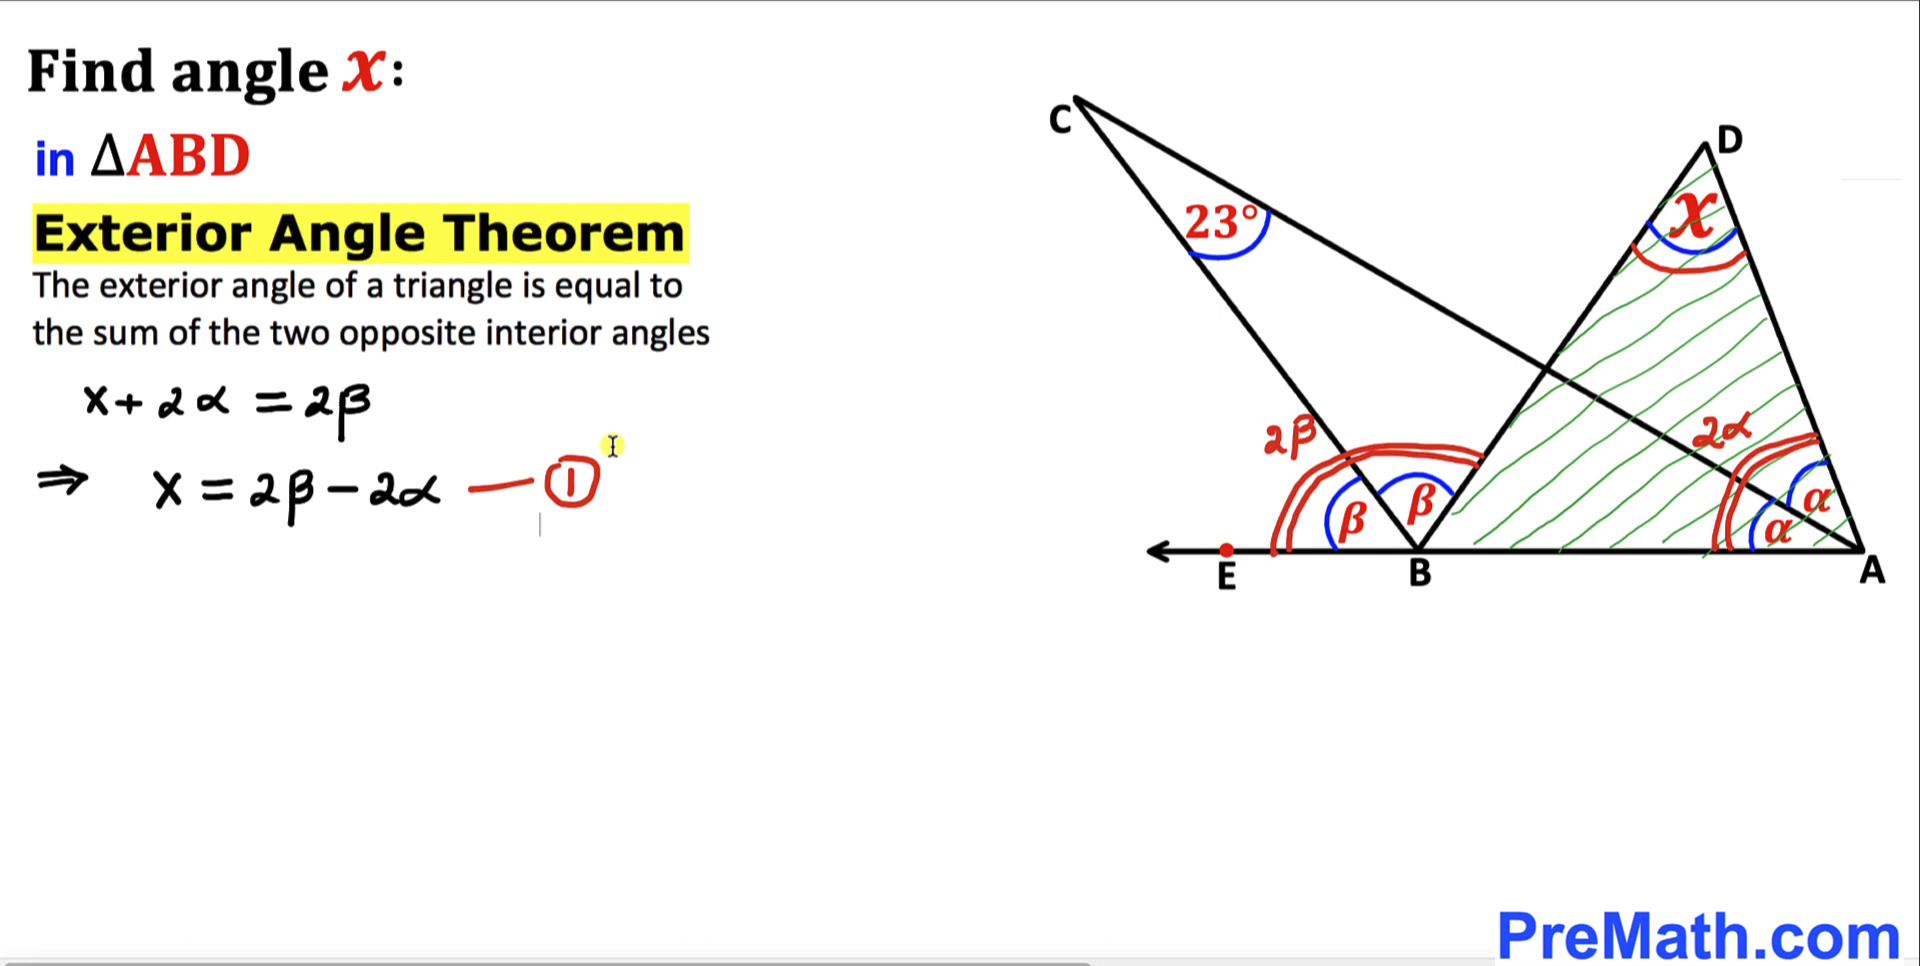 Find angle x:
in ΔABD
Exterior Angle Theorem
The exterior angle of a triangle is equal to
the sum of the two opposite interior angles
x + 2α = 2β
⇒ x = 2β – 2α — ①
C
D
23°
x
2β
2α
β
β
α
α
E
B
A
PreMath.com